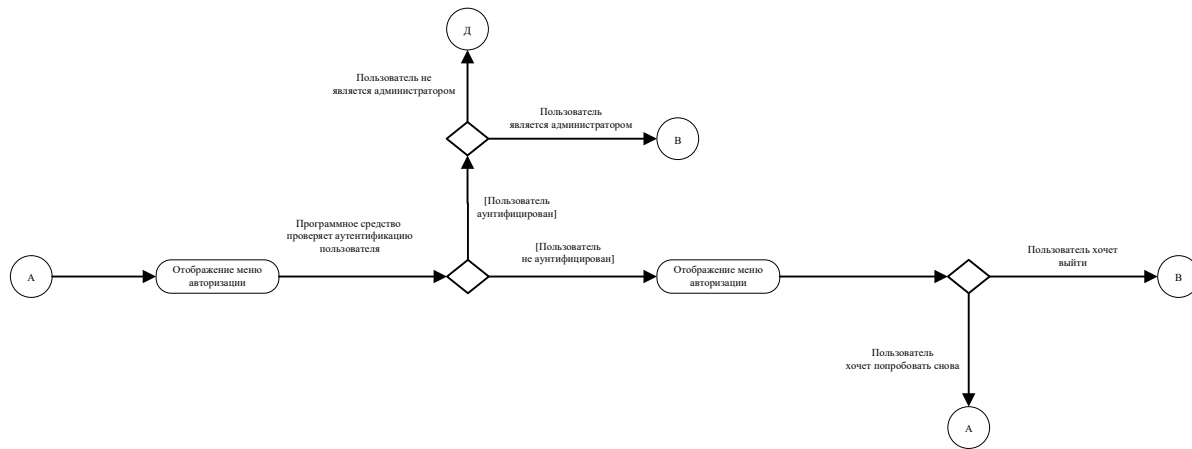 Д
Пользователь не
является администратором
Пользователь
является администратором
В
[Пользователь
аунтифицирован]
Программное средство
проверяет аутентификацию
пользователя
[Пользователь
не аунтифицирован]
Пользователь хочет
выйти
А
Отображение меню
авторизации
Отображение меню
авторизации
В
Пользователь
хочет попробовать снова
А